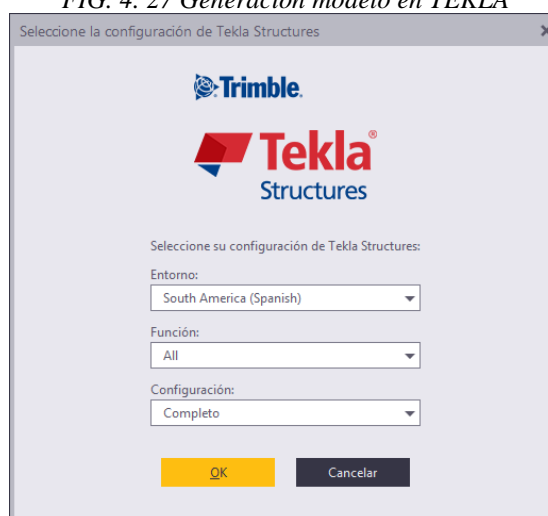 FIG. 4. 27 Generación modelo en TEKLA
Seleccione la configuración de Tekla Structures
Trimble.
Tekla®
Structures
Seleccione su configuración de Tekla Structures:
Entorno:
South America (Spanish)
Función:
All
Configuración:
Completo
OK Cancelar